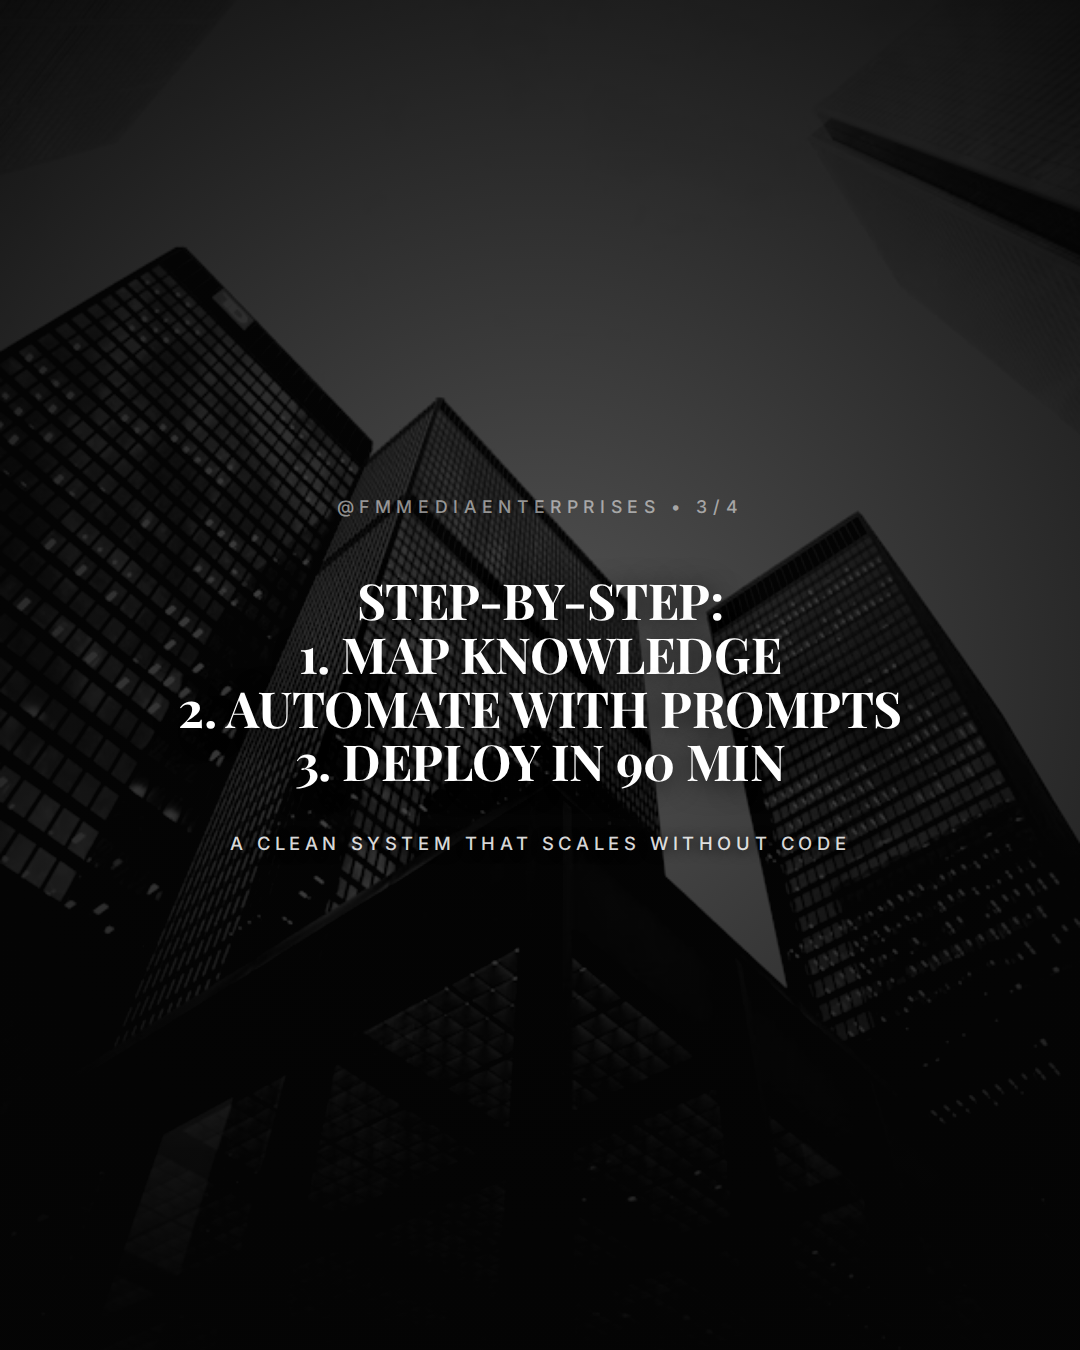 @FMMEDIAENTERPRISES • 3/4
STEP-BY-STEP:
1. MAP KNOWLEDGE
2. AUTOMATE WITH PROMPTS
3. DEPLOY IN 90 MIN
A CLEAN SYSTEM THAT SCALES WITHOUT CODE